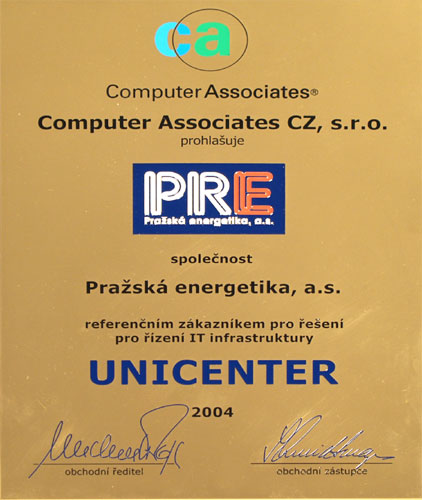 ca
Computer Associates®
Computer Associates CZ, s.r.o.
prohlašuje
PRE
Pražská energetika, a.s.
společnost
Pražská energetika, a.s.
referenčním zákazníkem pro řešení
pro řízení IT infrastruktury
UNICENTER
2004
obchodní ředitel
obchodní zástupce